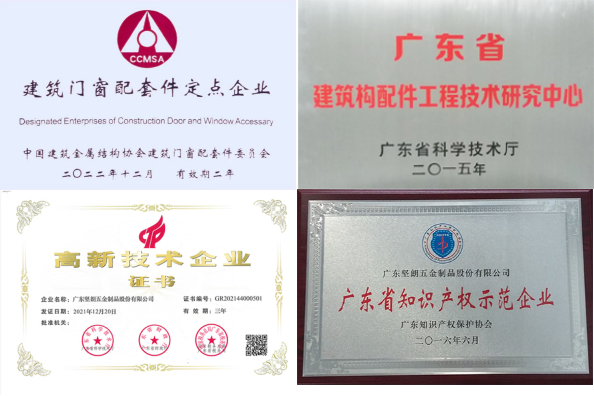 CCMSA
建筑门窗配套件定点企业
Designated Enterprises of Construction Door and Window Accessary
中国建筑金属结构协会建筑门窗配套件委员会
二〇二二年十二月 有效期二年
广东省
建筑构配件工程技术研究中心
广东省科学技术厅
二〇一五年
高新技术企业
证书
企业名称：广东坚朗五金制品股份有限公司 证书编号：GR202144000501
发证日期：2021年12月20日 有效期：三年
批准机关：
广东坚朗五金制品股份有限公司
广东省知识产权示范企业
广东知识产权保护协会
二〇一六年六月